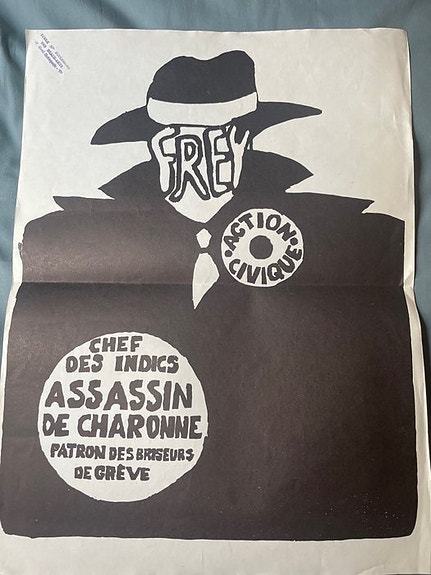 FREY
ACTION
CIVIQUE
CHEF
DES INDICS
ASSASSIN
DE CHARONNE
PATRON DES BRISEURS
DE GRÈVE